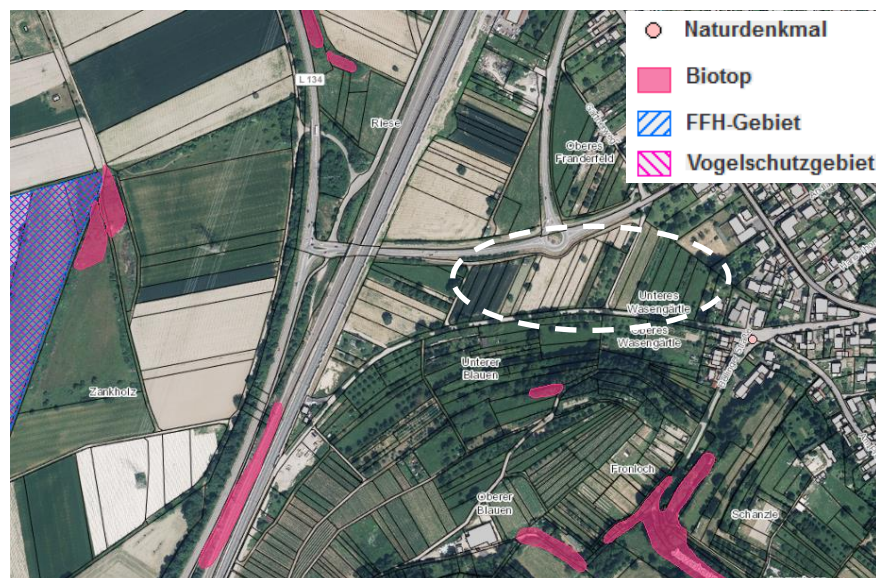 Naturdenkmal
Biotop
FFH-Gebiet
Vogelschutzgebiet
L 134
Riese
Oberes
Franderfeld
Unteres
Wasengärtle
Oberes
Wasengärtle
Unterer
Blauen
Zankholz
Fronloch
Oberer
Blauen
Schänzle